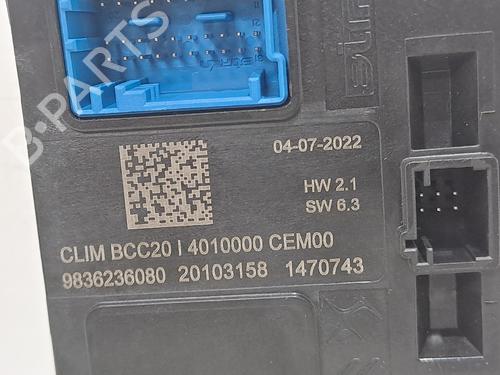 B-PARTS
04-07-2022
HW 2.1
SW 6.3
CLIM BCC20 I 4010000 CEM00
9836236080 20103158 1470743